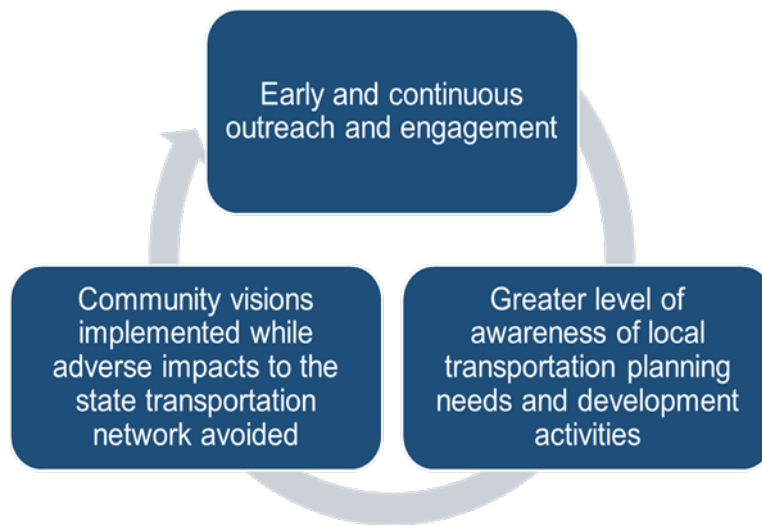 Early and continuous
outreach and engagement
Community visions
implemented while
adverse impacts to the
state transportation
network avoided
Greater level of
awareness of local
transportation planning
needs and development
activities